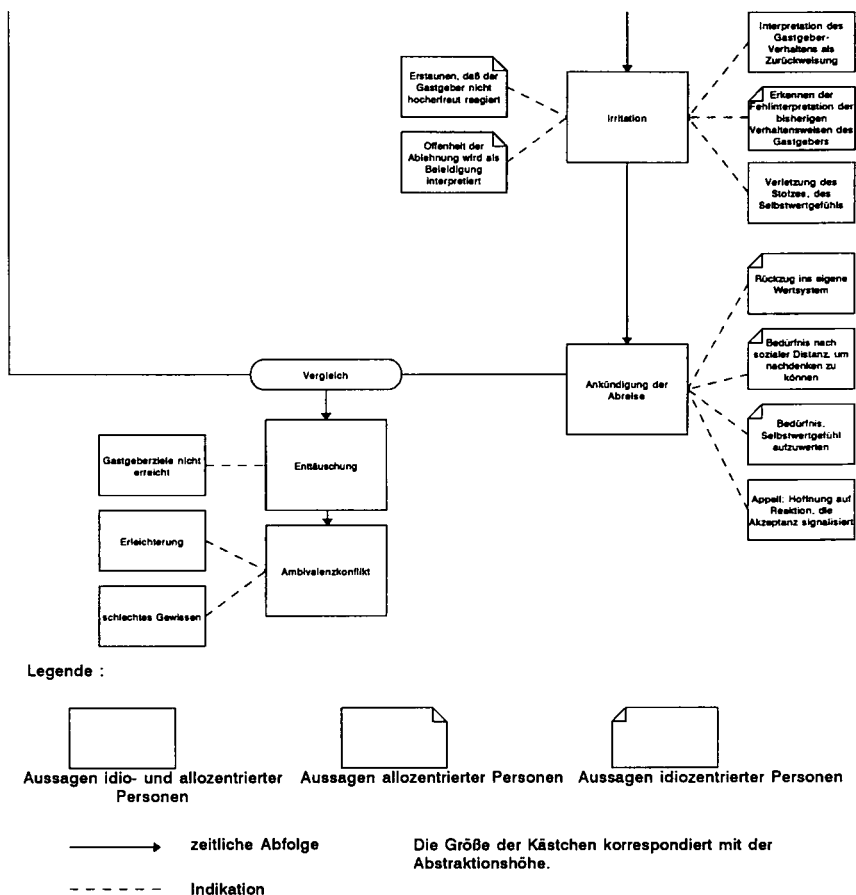 Interpretation des
Gastgeber-
Verhaltens als
Zurückweisung
Erstaunen, daß der
Gastgeber nicht
hocherfreut reagiert
Irritation
Erkennen der
Fehlinterpretation der
bisherigen
Verhaltensweisen des
Gastgebers
Offenheit der
Ablehnung wird als
Beleidigung
interpretiert
Verletzung des
Stolzes, des
Selbstwertgefühls
Rückzug ins eigene
Wertsystem
Bedürfnis nach
sozialer Distanz, um
nachdenken zu
können
Vergleich
Ankündigung der
Abreise
Bedürfnis,
Selbstwertgefühl
aufzuwerten
Gastgeberziele nicht
erreicht
Enttäuschung
Appell: Hoffnung auf
Reaktion, die
Akzeptanz signalisiert
Erleichterung
Ambivalenzkonflikt
schlechtes Gewissen
Legende :
Aussagen idio- und allozentrierter
Personen
Aussagen allozentrierter Personen
Aussagen idiozentrierter Personen
zeitliche Abfolge
Die Größe der Kästchen korrespondiert mit der
Abstraktionshöhe.
Indikation